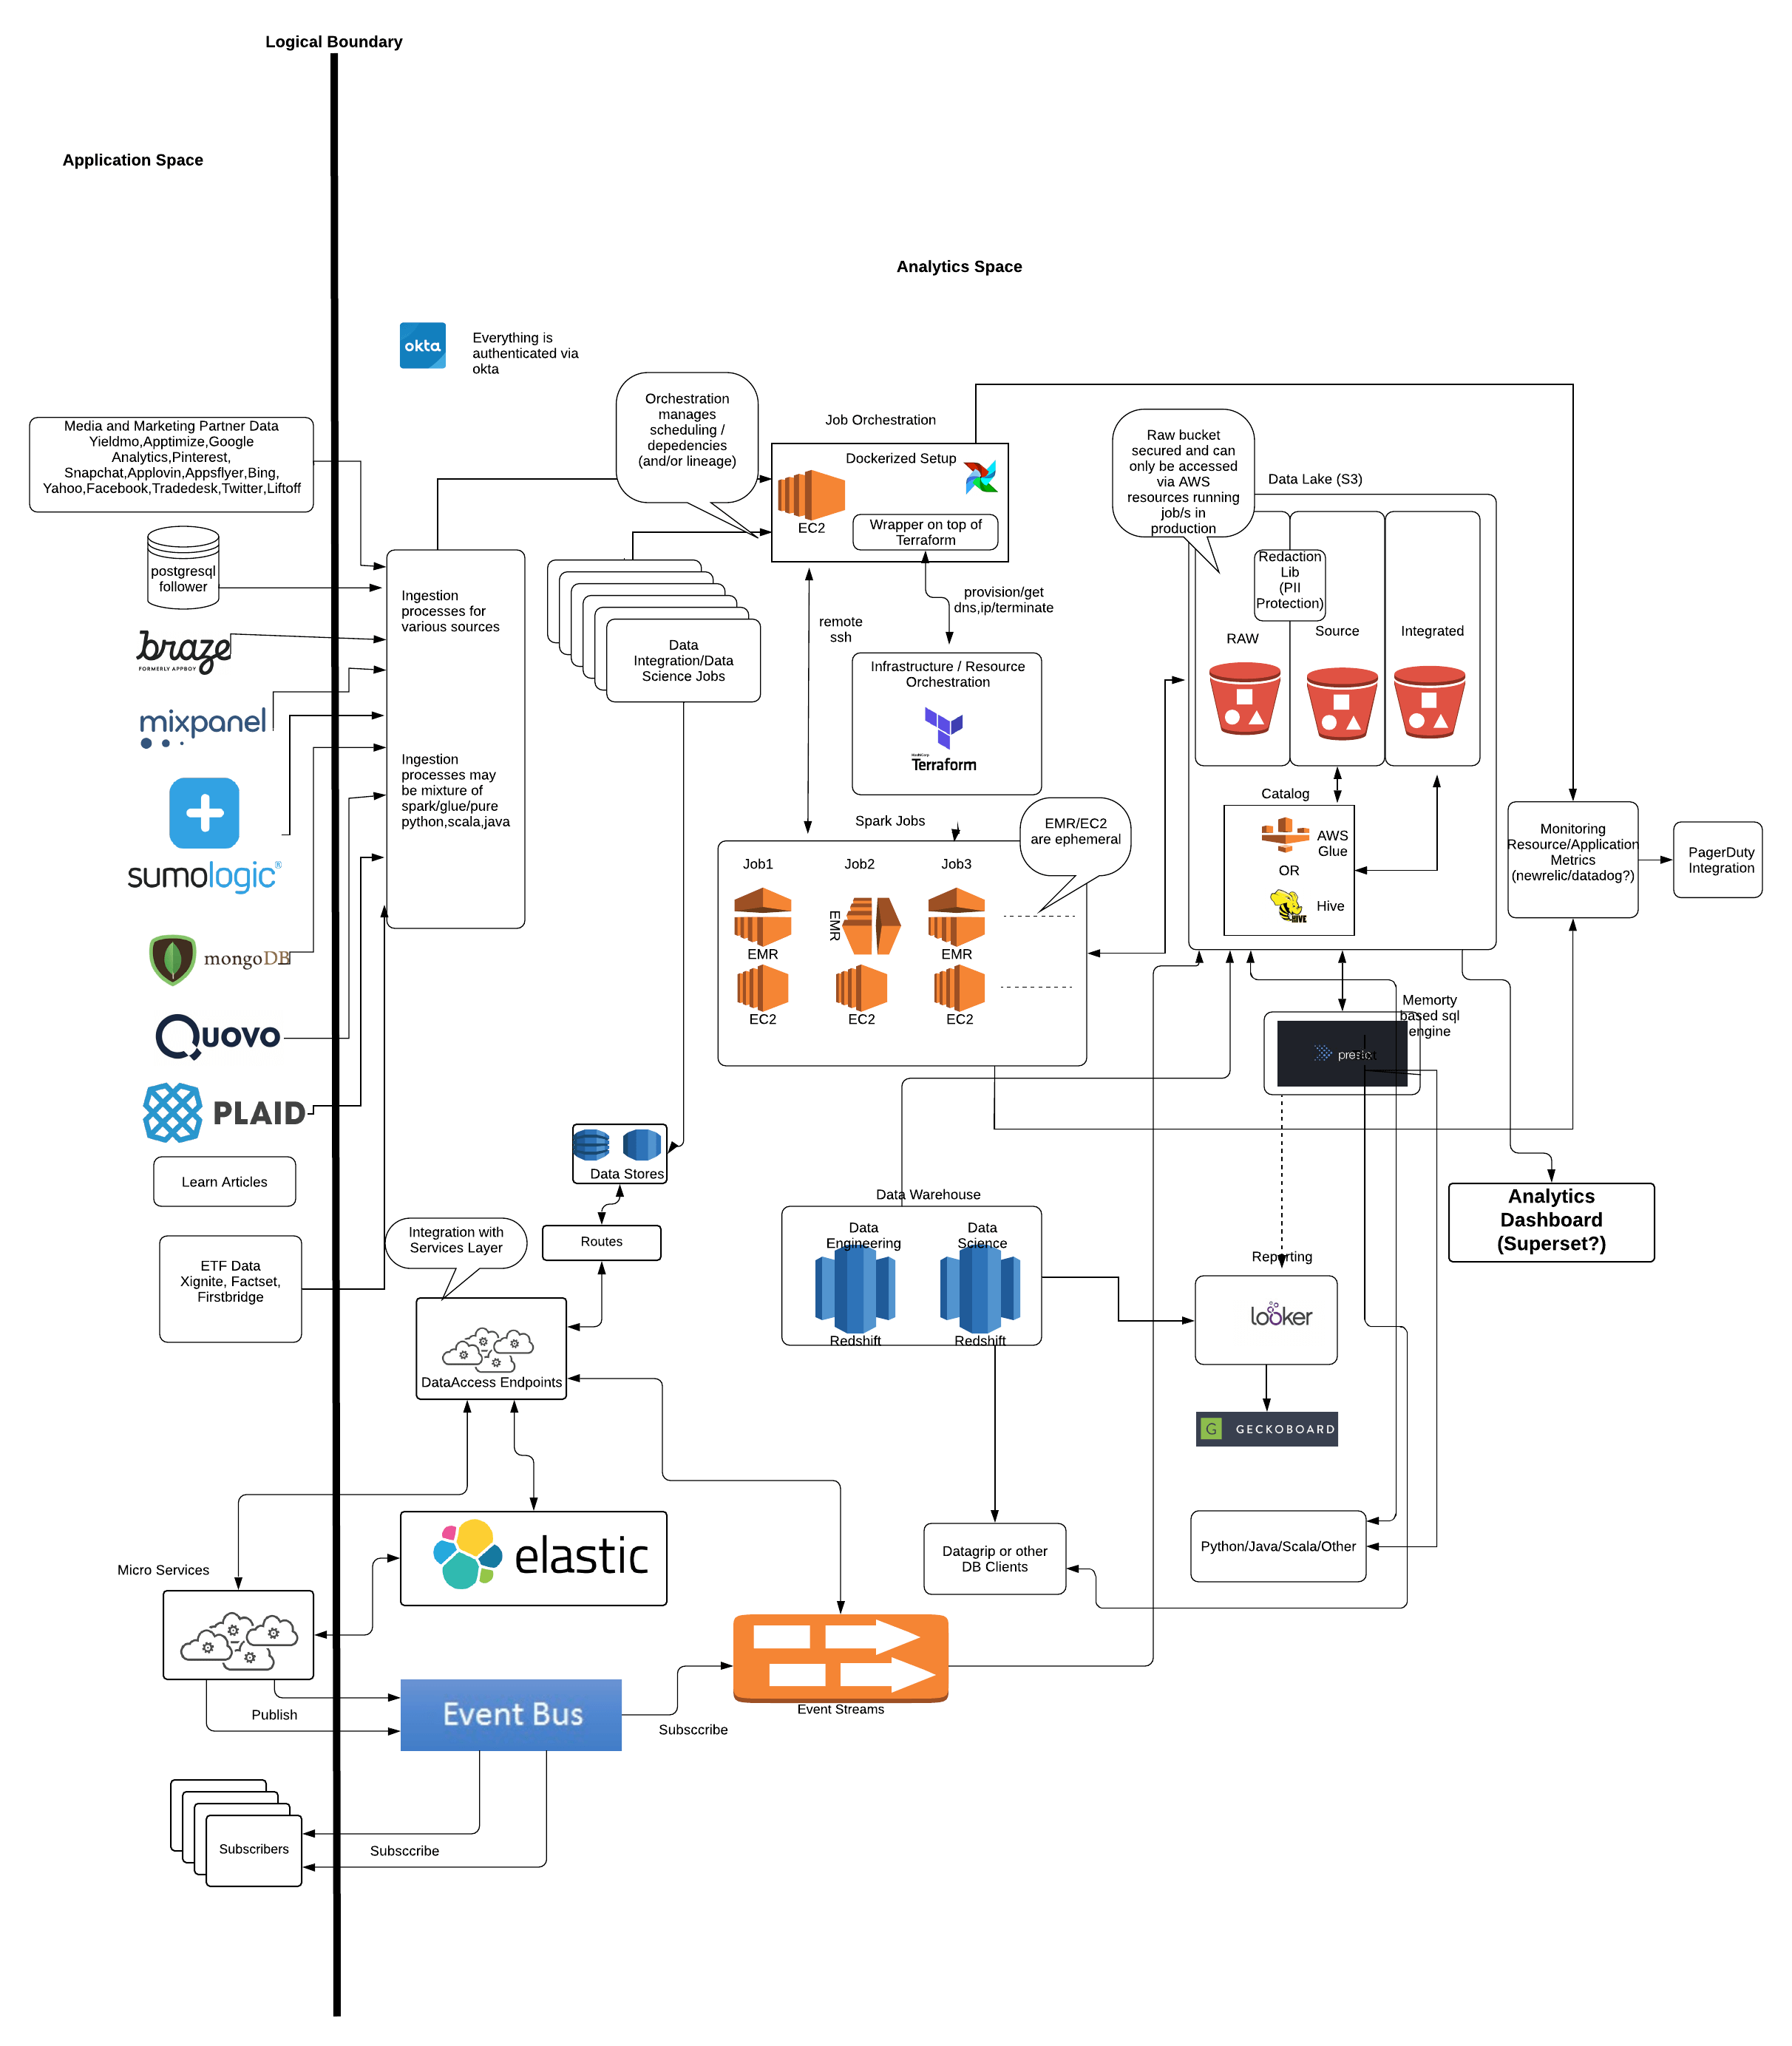 Logical Boundary
Application Space
Analytics Space
okta
Everything is
authenticated via
okta
Orchestration
manages
scheduling /
depedencies
(and/or lineage)
Job Orchestration
Dockerized Setup
EC2
Wrapper on top of
Terraform
Raw bucket
secured and can
only be accessed
via AWS
resources running
job/s in
production
Data Lake (S3)
Redaction
Lib
(PII
Protection)
RAW
Source
Integrated
Media and Marketing Partner Data
Yieldmo,Apptimize,Google
Analytics,Pinterest,
Snapchat,Applovin,Appsflyer,Bing,
Yahoo,Facebook,Tradedesk,Twitter,Liftoff
postgresql
follower
braze
FORMERLY APPBOY
mixpanel
sumologic®
mongoDB
Quovo
PLAID
Learn Articles
ETF Data
Xignite, Factset,
Firstbridge
Ingestion
processes for
various sources
Ingestion
processes may
be mixture of
spark/glue/pure
python,scala,java
Data
Integration/Data
Science Jobs
remote
ssh
provision/get
dns,ip/terminate
Infrastructure / Resource
Orchestration
HashiCorp
Terraform
Spark Jobs
EMR/EC2
are ephemeral
Job1
Job2
Job3
EMR
EMR
EMR
EC2
EC2
EC2
Catalog
AWS
Glue
OR
Hive
HIVE
Monitoring
Resource/Application
Metrics
(newrelic/datadog?)
PagerDuty
Integration
Memorty
based sql
engine
Data Stores
Routes
Integration with
Services Layer
DataAccess Endpoints
Data Warehouse
Data
Engineering
Data
Science
Redshift
Redshift
Reporting
looker
GECKOBOARD
G
Analytics
Dashboard
(Superset?)
elastic
Datagrip or other
DB Clients
Python/Java/Scala/Other
Micro Services
Publish
Event Bus
Subsccribe
Event Streams
Subscribers
Subsccribe